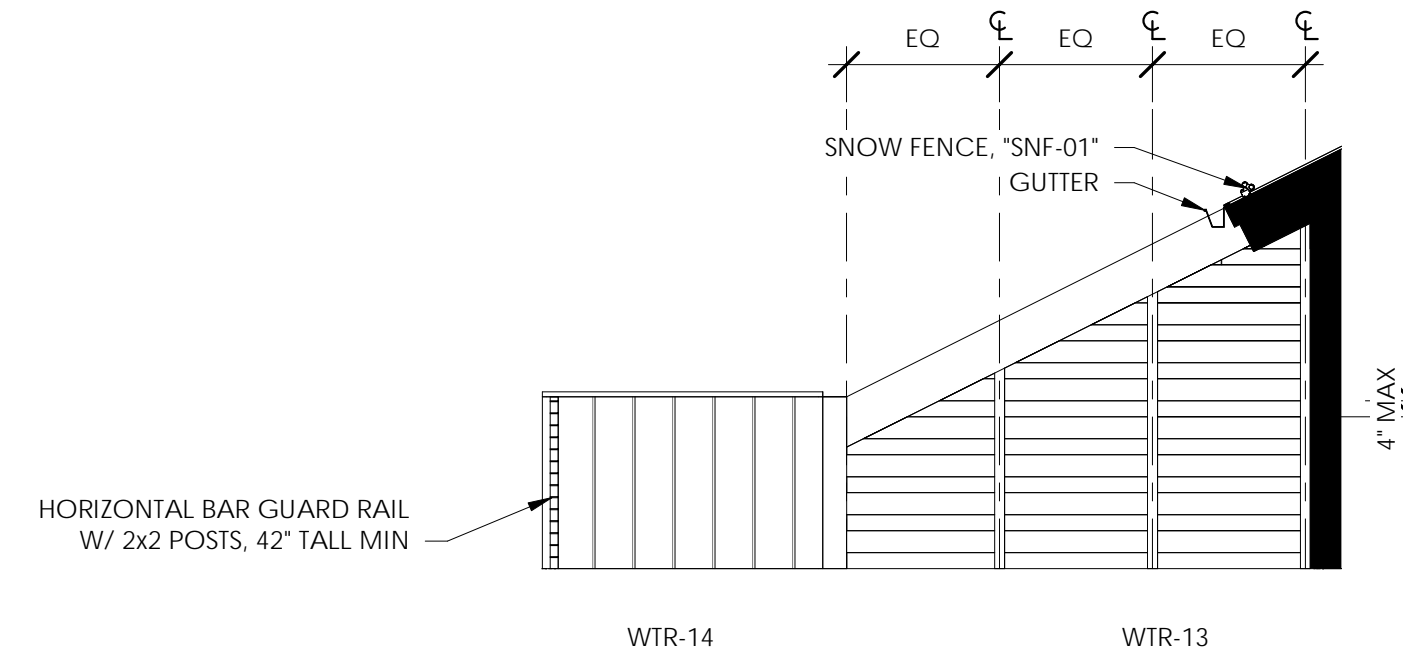 EQ EQ EQ
SNOW FENCE, "SNF-01"
GUTTER
4" MAX
HORIZONTAL BAR GUARD RAIL
W/ 2x2 POSTS, 42" TALL MIN
WTR-14 WTR-13